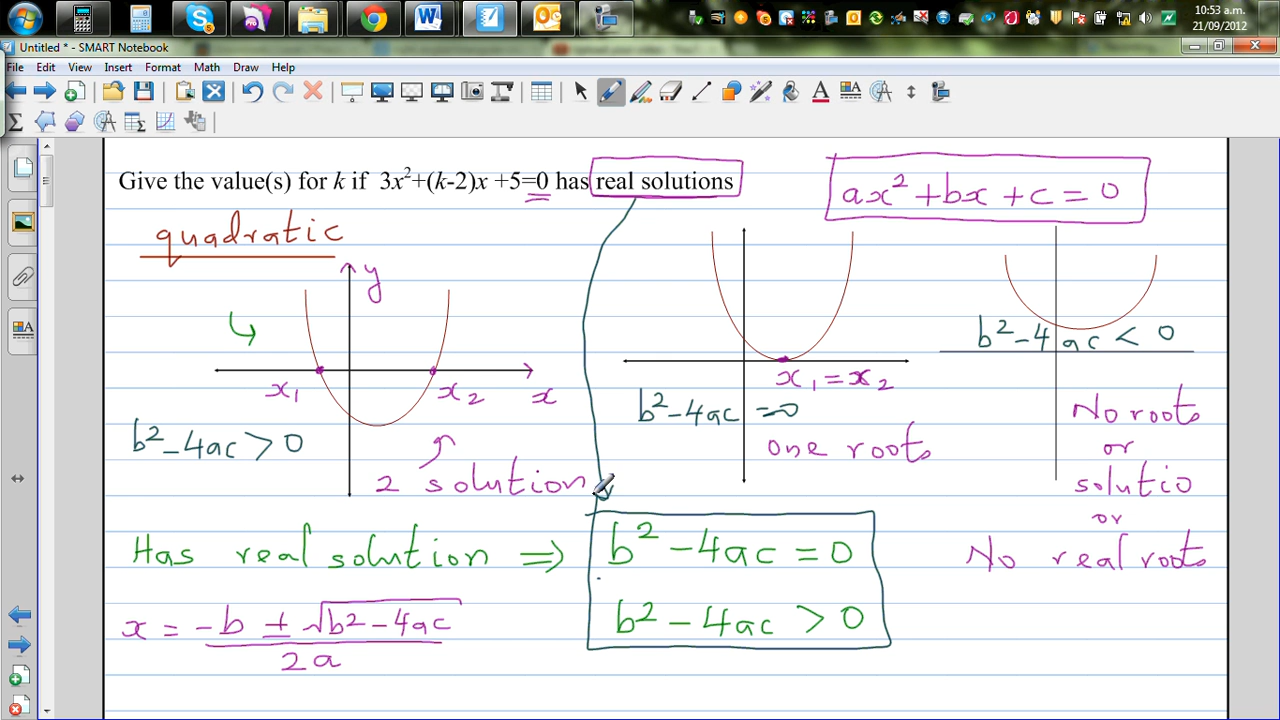 10:53 a.m.
21/09/2012
Untitled * - SMART Notebook
File Edit View Insert Format Math Draw Help
Give the value(s) for k if 3x²+(k-2)x +5=0 has real solutions
ax² + bx + c = 0
quadratic
y
x₁
x₂
x
b² - 4ac > 0
2 solution
x₁ = x₂
b² - 4ac = 0
one roots
b² - 4ac < 0
No roots
or
solutio
or
No real roots
Has real solution ⇒
b² - 4ac = 0
b² - 4ac > 0
x = -b ± √b² - 4ac
2a